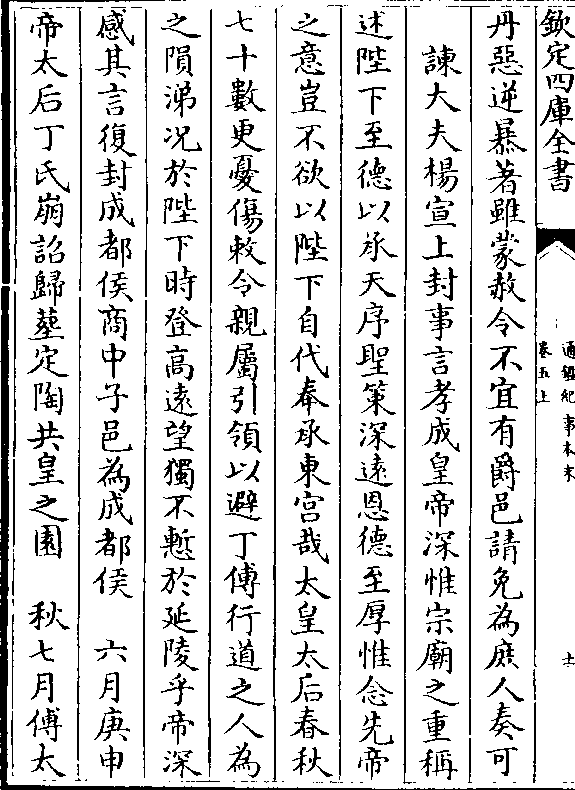 欽定四庫全書
通鑑紀事本末
卷五上
丹惡逆暴著雖蒙赦令不宜有爵邑請免為庶人奏可
諫大夫楊宣上封事言孝成皇帝深惟宗廟之重稱
述陛下至德以承天序聖策深遠恩德至厚惟念先帝
之意豈不欲以陛下自代奉承東宮哉太皇太后春秋
七十數更憂傷敕令親屬引領以避丁傅行道之人為
之隕涕况於陛下時登高遠望獨不慙於延陵乎帝深
感其言復封成都侯商中子邑為成都侯　六月庚申
帝太后丁氏崩詔歸葬定陶共皇之園　秋七月傅太